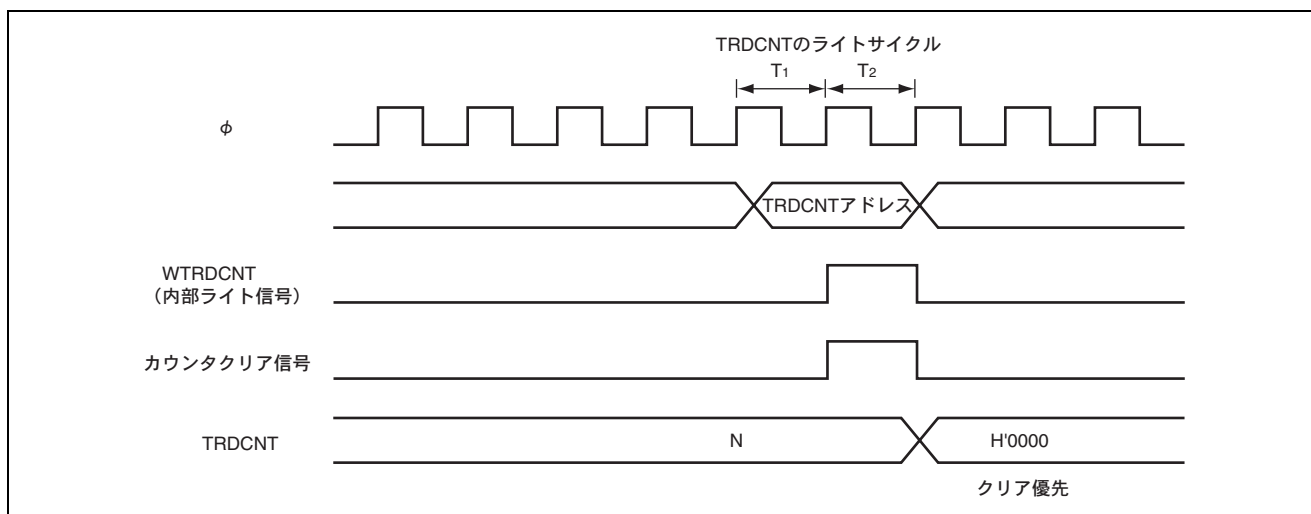 TRDCNTのライトサイクル
T1 T2
φ
TRDCNTアドレス
WTRDCNT
(内部ライト信号)
カウンタクリア信号
TRDCNT N H'0000
クリア優先